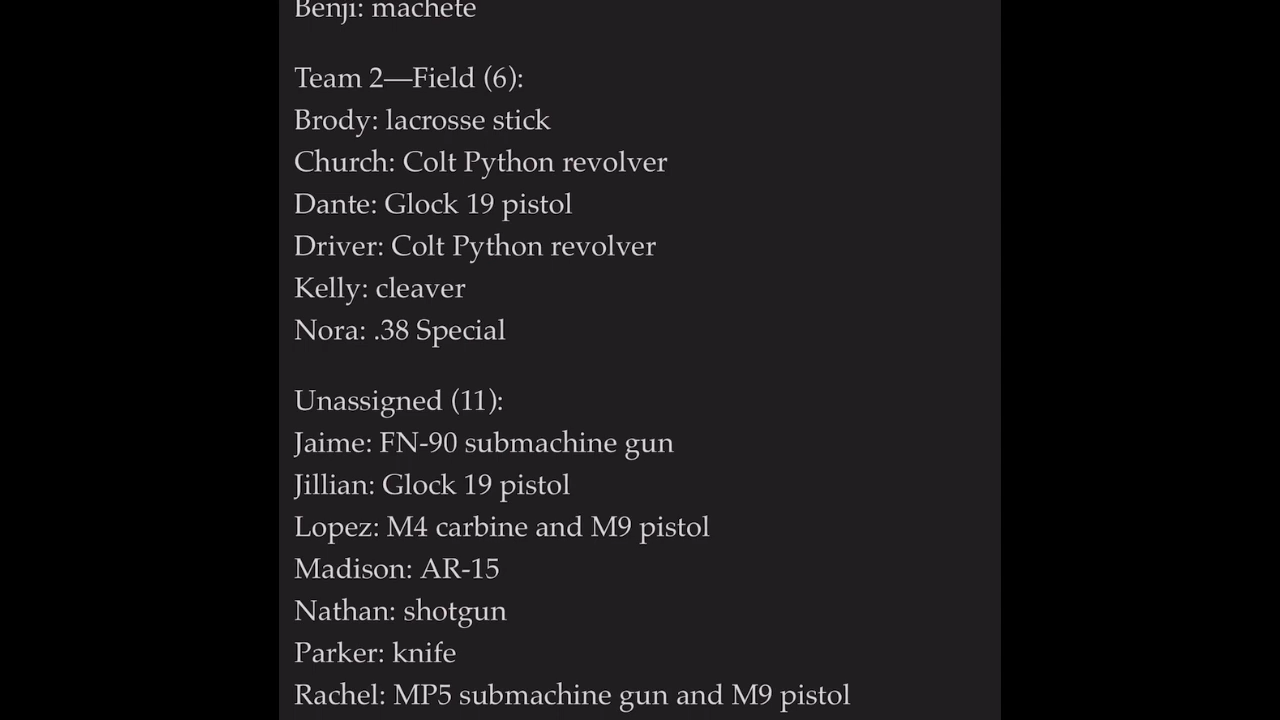 Benji: machete
Team 2—Field (6):
Brody: lacrosse stick
Church: Colt Python revolver
Dante: Glock 19 pistol
Driver: Colt Python revolver
Kelly: cleaver
Nora: .38 Special
Unassigned (11):
Jaime: FN-90 submachine gun
Jillian: Glock 19 pistol
Lopez: M4 carbine and M9 pistol
Madison: AR-15
Nathan: shotgun
Parker: knife
Rachel: MP5 submachine gun and M9 pistol